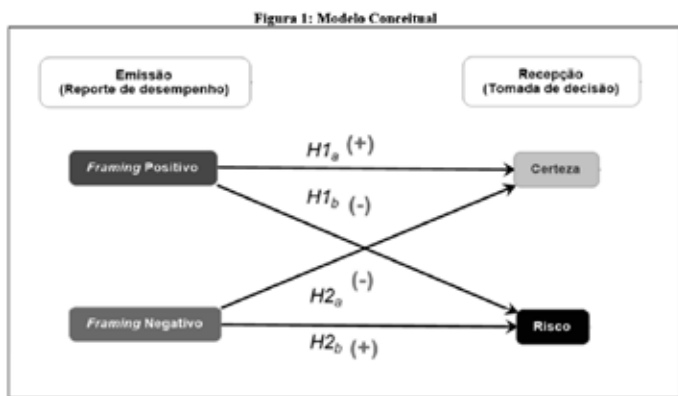 Figura 1: Modelo Conceitual
Emissão
(Reporte de desempenho)
Recepção
(Tomada de decisão)
Framing Positivo
H1a (+)
Certeza
H1b (-)
H2a (-)
Framing Negativo
H2b (+)
Risco